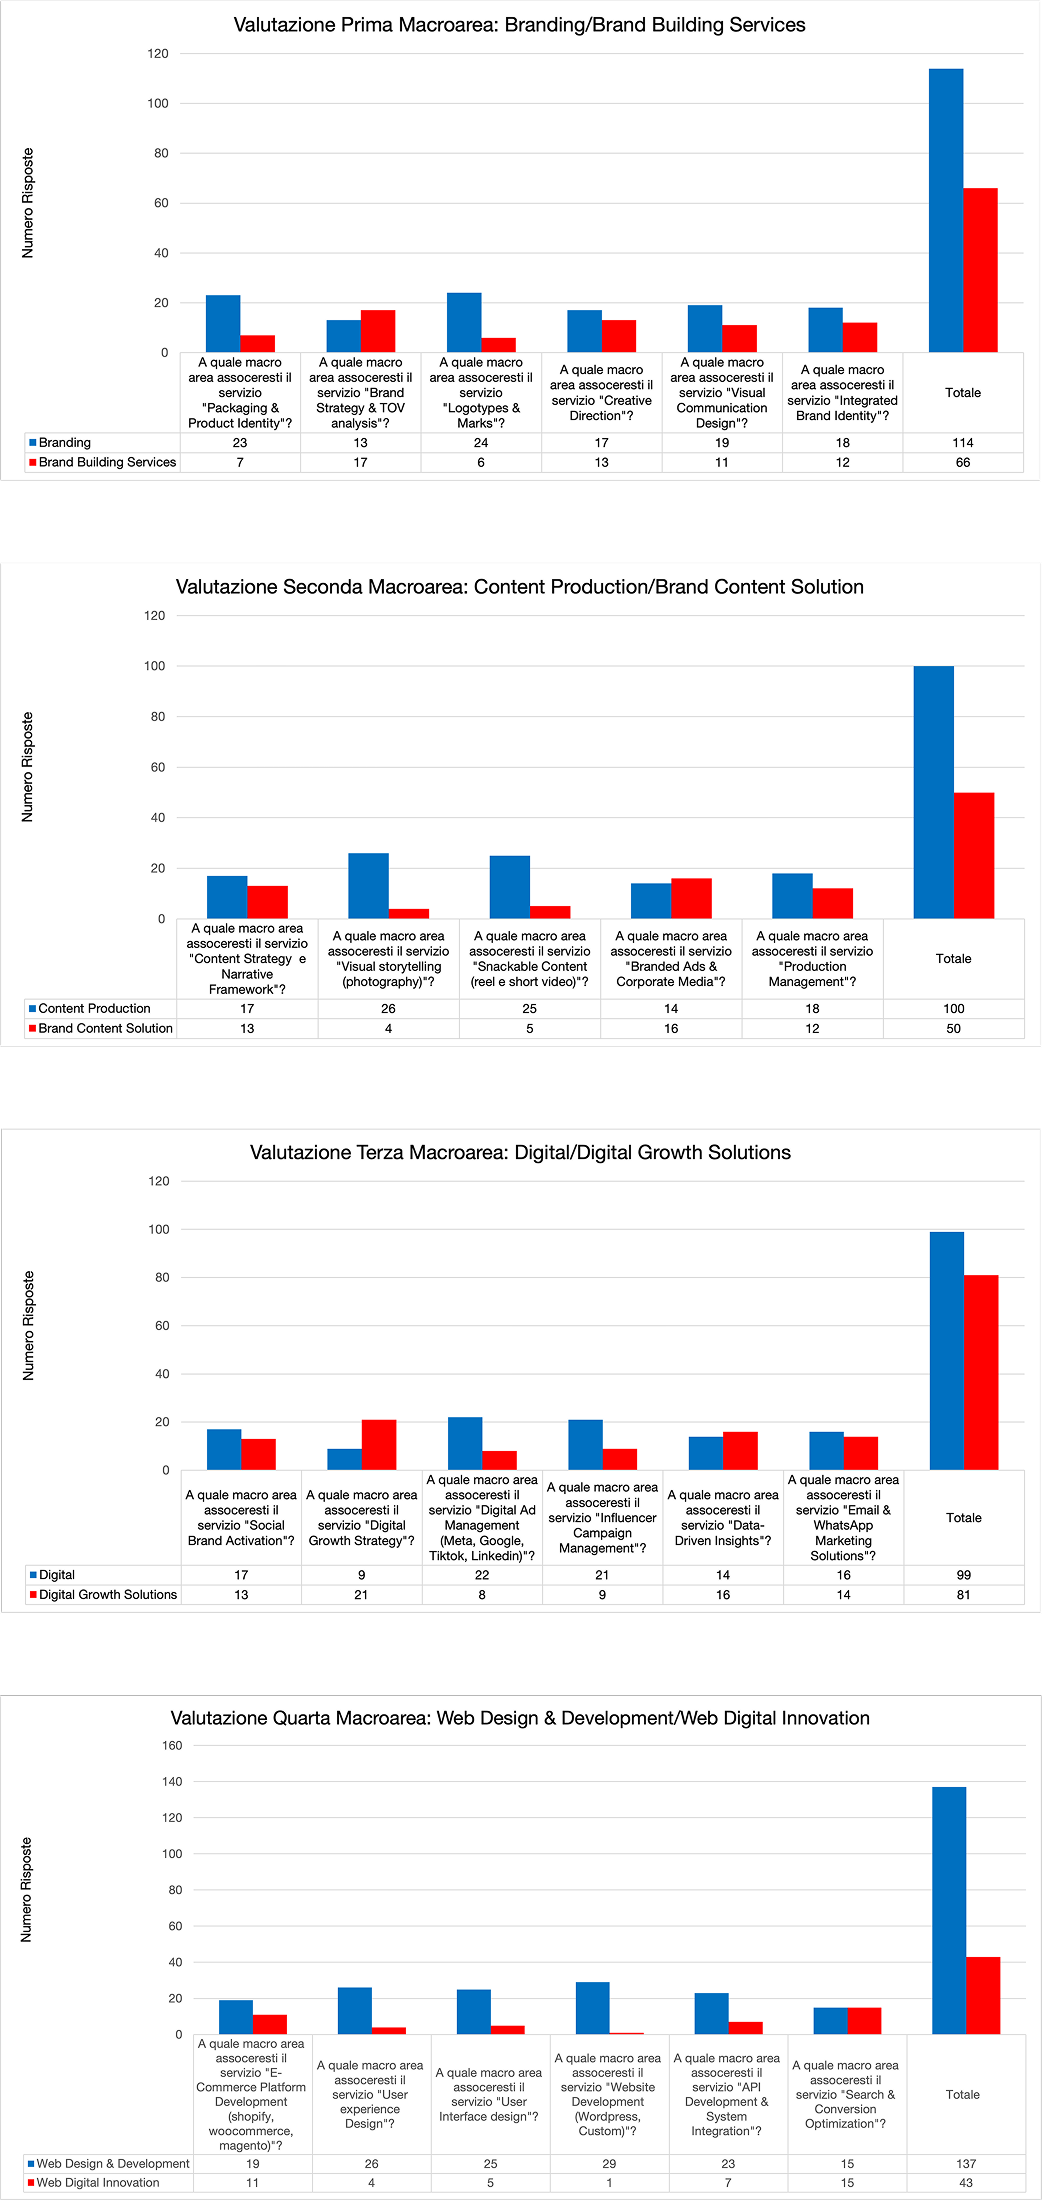 Valutazione Prima Macroarea: Branding/Brand Building Services
Numero Risposte
120
100
80
60
40
20
0
A quale macro
area assoceresti il
servizio
"Packaging &
Product Identity"?
A quale macro
area assoceresti il
servizio "Brand
Strategy & TOV
analysis"?
A quale macro
area assoceresti il
servizio
"Logotypes &
Marks"?
A quale macro
area assoceresti il
servizio "Creative
Direction"?
A quale macro
area assoceresti il
servizio "Visual
Communication
Design"?
A quale macro
area assoceresti il
servizio "Integrated
Brand Identity"?
Totale
Branding 23 13 24 17 19 18 114
Brand Building Services 7 17 6 13 11 12 66
Valutazione Seconda Macroarea: Content Production/Brand Content Solution
Numero Risposte
120
100
80
60
40
20
0
A quale macro area
assoceresti il servizio
"Content Strategy e
Narrative
Framework"?
A quale macro area
assoceresti il servizio
"Visual storytelling
(photography)"?
A quale macro area
assoceresti il servizio
"Snackable Content
(reel e short video)"?
A quale macro area
assoceresti il servizio
"Branded Ads &
Corporate Media"?
A quale macro area
assoceresti il servizio
"Production
Management"?
Totale
Content Production 17 26 25 14 18 100
Brand Content Solution 13 4 5 16 12 50
Valutazione Terza Macroarea: Digital/Digital Growth Solutions
Numero Risposte
120
100
80
60
40
20
0
A quale macro area
assoceresti il
servizio "Social
Brand Activation"?
A quale macro area
assoceresti il
servizio "Digital
Growth Strategy"?
A quale macro area
assoceresti il
servizio "Digital Ad
Management
(Meta, Google,
Tiktok, Linkedin)"?
A quale macro area
assoceresti il
servizio "Influencer
Campaign
Management"?
A quale macro area
assoceresti il
servizio "Data-
Driven Insights"?
A quale macro area
assoceresti il
servizio "Email &
WhatsApp
Marketing
Solutions"?
Totale
Digital 17 9 22 21 14 16 99
Digital Growth Solutions 13 21 8 9 16 14 81
Valutazione Quarta Macroarea: Web Design & Development/Web Digital Innovation
Numero Risposte
160
140
120
100
80
60
40
20
0
A quale macro area
assoceresti il
servizio "E-
Commerce Platform
Development
(shopify,
woocommerce,
magento)"?
A quale macro area
assoceresti il
servizio "User
experience
Design"?
A quale macro area
assoceresti il
servizio "User
Interface design"?
A quale macro area
assoceresti il
servizio "Website
Development
(Wordpress,
Custom)"?
A quale macro area
assoceresti il
servizio "API
Development &
System
Integration"?
A quale macro area
assoceresti il
servizio "Search &
Conversion
Optimization"?
Totale
Web Design & Development 19 26 25 29 23 15 137
Web Digital Innovation 11 4 5 1 7 15 43